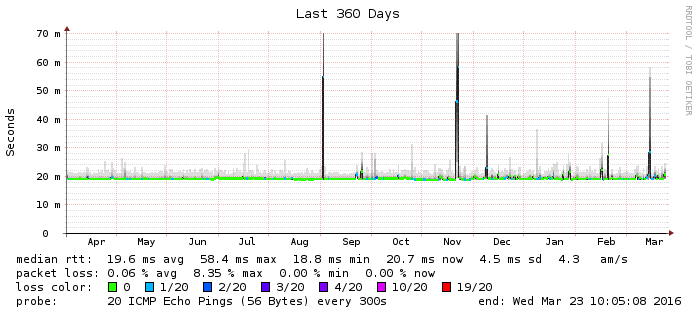 Last 360 Days
RRDTOOL / TOBI OETIKER
Seconds
70 m
60 m
50 m
40 m
30 m
20 m
10 m
0
Apr May Jun Jul Aug Sep Oct Nov Dec Jan Feb Mar
median rtt: 19.6 ms avg 58.4 ms max 18.8 ms min 20.7 ms now 4.5 ms sd 4.3 am/s
packet loss: 0.06 % avg 8.35 % max 0.00 % min 0.00 % now
loss color: 0 1/20 2/20 3/20 4/20 10/20 19/20
probe: 20 ICMP Echo Pings (56 Bytes) every 300s end: Wed Mar 23 10:05:08 2016